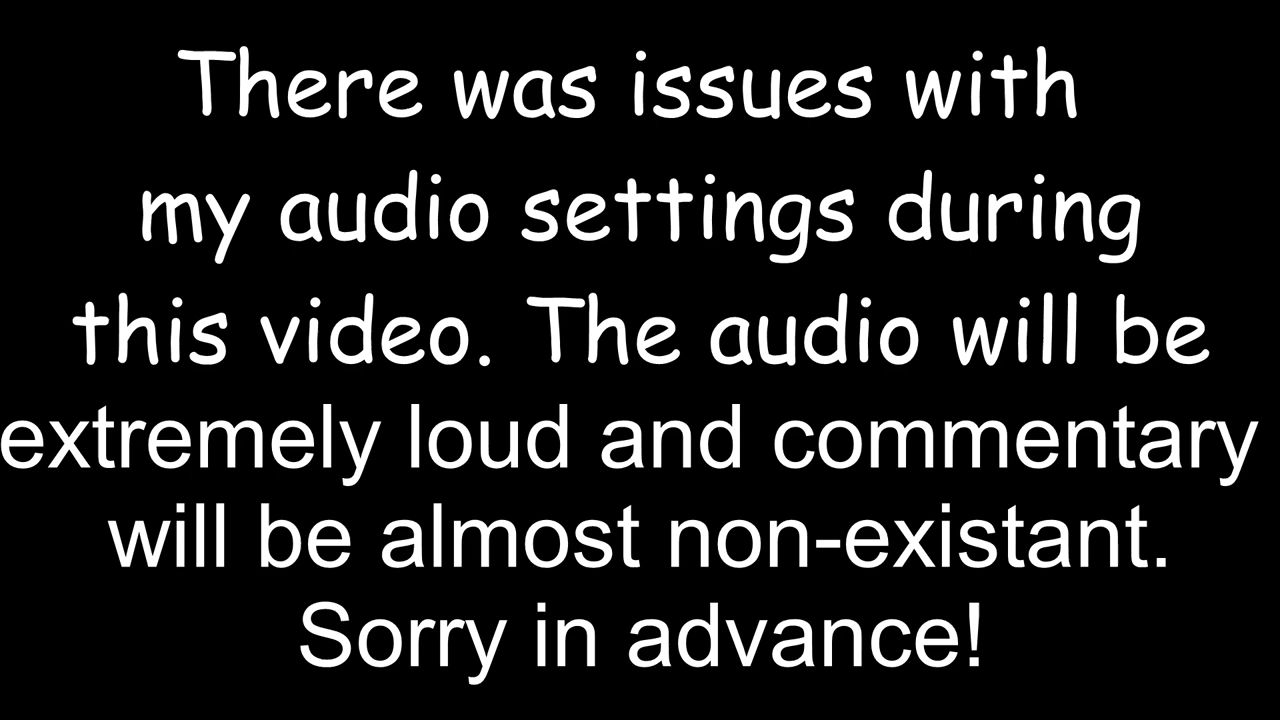 There was issues with
my audio settings during
this video. The audio will be
extremely loud and commentary
will be almost non-existant.
Sorry in advance!